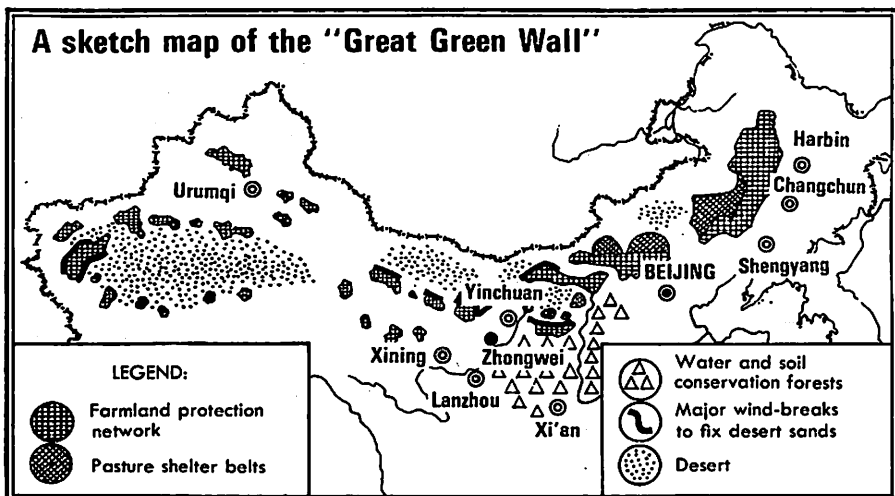 A sketch map of the "Great Green Wall"
Harbin
Urumqi
Changchun
Shengyang
BEIJING
Yinchuan
Xining
Zhongwei
Lanzhou
Xi'an
LEGEND:
Farmland protection
network
Pasture shelter belts
Water and soil
conservation forests
Major wind-breaks
to fix desert sands
Desert